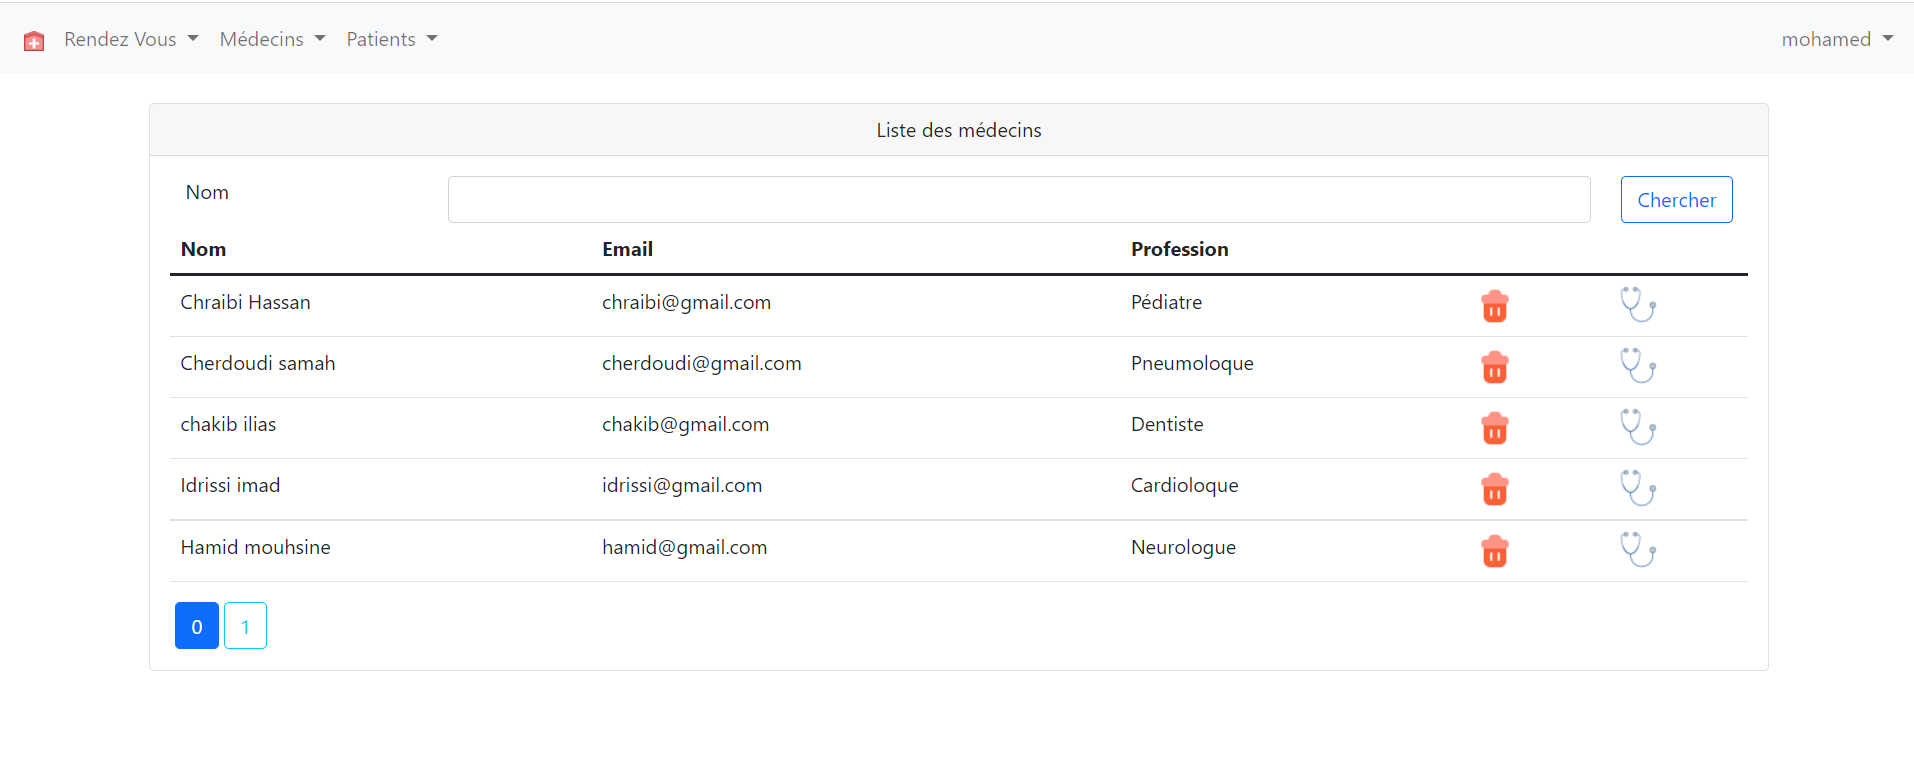 Rendez Vous Médecins Patients mohamed
Liste des médecins
Nom Chercher
Nom Email Profession
Chraibi Hassan chraibi@gmail.com Pédiatre
Cherdoudi samah cherdoudi@gmail.com Pneumoloque
chakib ilias chakib@gmail.com Dentiste
Idrissi imad idrissi@gmail.com Cardioloque
Hamid mouhsine hamid@gmail.com Neurologue
0 1